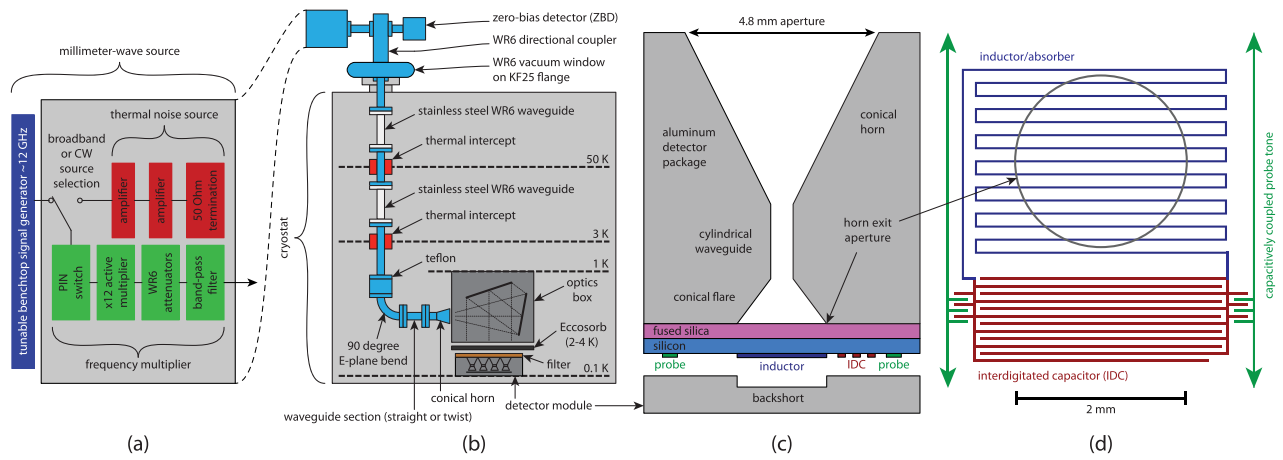 millimeter-wave source
tunable benchtop signal generator ~12 GHz
thermal noise source
broadband
or CW
source
selection
amplifier
amplifier
50 Ohm
termination
PIN
switch
x12 active
multiplier
WR6
attenuators
band-pass
filter
frequency multiplier
(a)
zero-bias detector (ZBD)
WR6 directional coupler
WR6 vacuum window
on KF25 flange
cryostat
stainless steel WR6 waveguide
thermal intercept
50 K
stainless steel WR6 waveguide
thermal intercept
3 K
teflon
1 K
optics
box
90 degree
E-plane bend
Eccosorb
(2-4 K)
filter
0.1 K
conical horn
waveguide section (straight or twist)
detector module
(b)
4.8 mm aperture
aluminum
detector
package
conical
horn
cylindrical
waveguide
horn exit
aperture
conical flare
fused silica
silicon
probe
inductor
IDC
probe
backshort
(c)
inductor/absorber
capacitively coupled probe tone
interdigitated capacitor (IDC)
2 mm
(d)